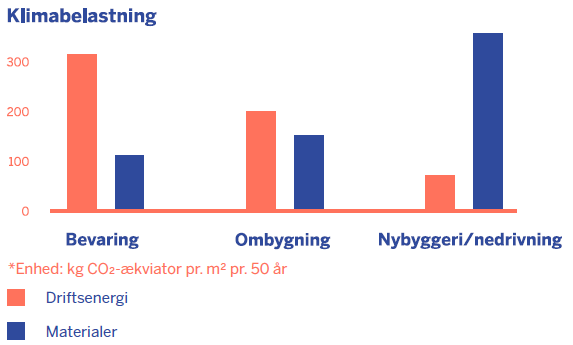 Klimabelastning
300
200
100
0
Bevaring
Ombygning
Nybyggeri/nedrivning
*Enhed: kg CO₂-ækviator pr. m² pr. 50 år
Driftsenergi
Materialer